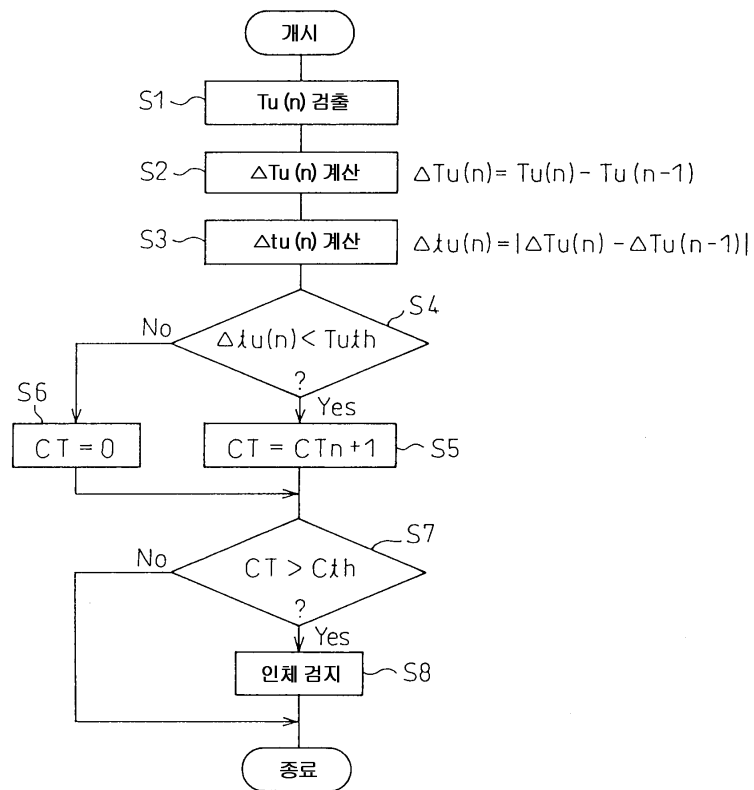 개시
S1
Tu(n) 검출
S2
△Tu(n) 계산
△Tu(n)= Tu(n)- Tu(n-1)
S3
△tu(n) 계산
△tu(n)=|△Tu(n)-△Tu(n-1)|
S4
No
△tu(n)< Tuth
?
Yes
S6
CT=0
CT = CTn+1
S5
S7
No
CT > Cth
?
Yes
인체 검지
S8
종료